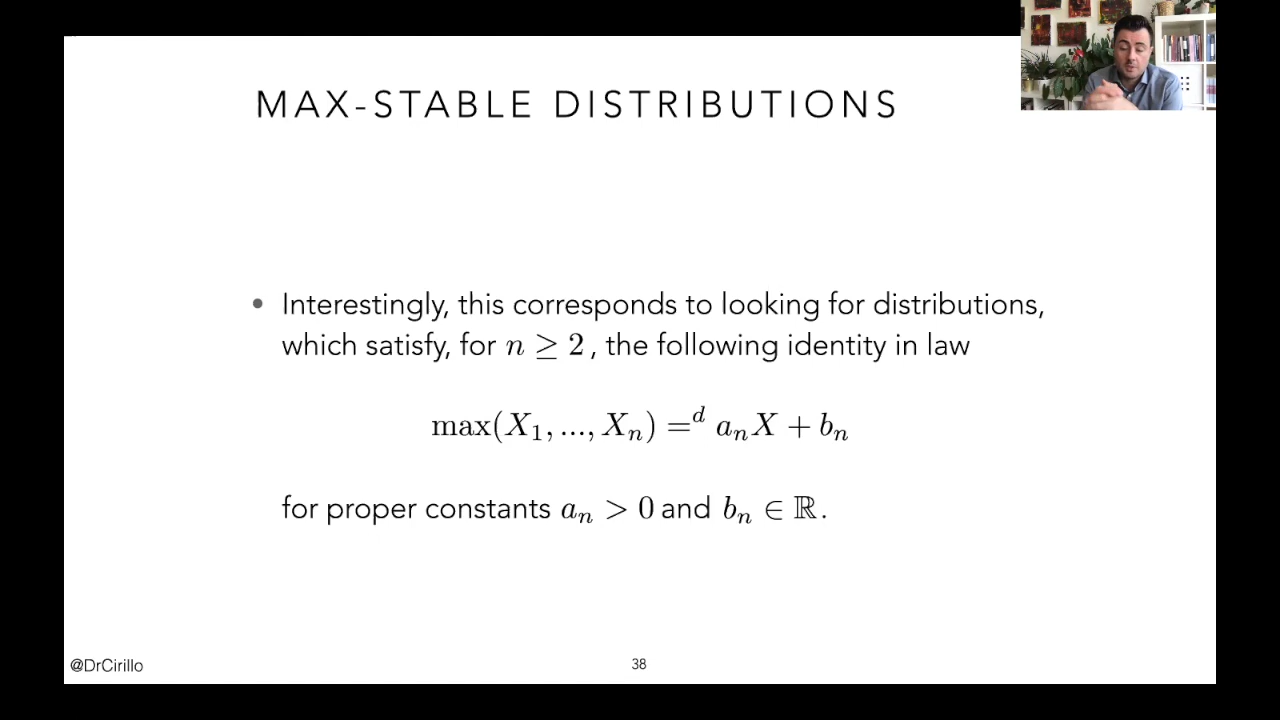 MAX-STABLE DISTRIBUTIONS
• Interestingly, this corresponds to looking for distributions,
which satisfy, for n ≥ 2 , the following identity in law
max(X₁, ..., Xₙ) =ᵈ aₙX + bₙ
for proper constants aₙ > 0 and bₙ ∈ ℝ.
@DrCirillo
38